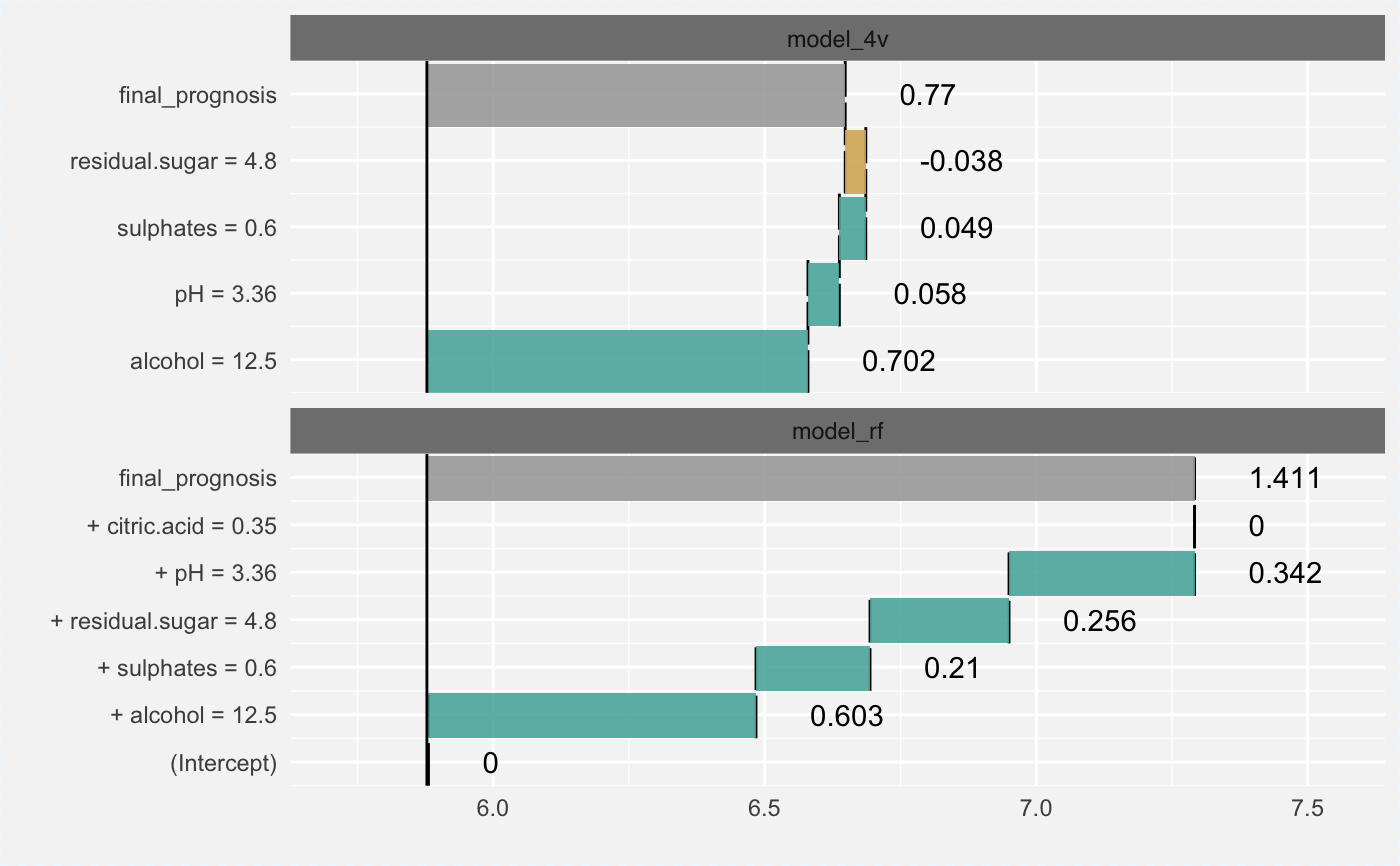 model_4v
final_prognosis 0.77
residual.sugar = 4.8 -0.038
sulphates = 0.6 0.049
pH = 3.36 0.058
alcohol = 12.5 0.702
model_rf
final_prognosis 1.411
+ citric.acid = 0.35 0
+ pH = 3.36 0.342
+ residual.sugar = 4.8 0.256
+ sulphates = 0.6 0.21
+ alcohol = 12.5 0.603
(Intercept) 0
6.0 6.5 7.0 7.5